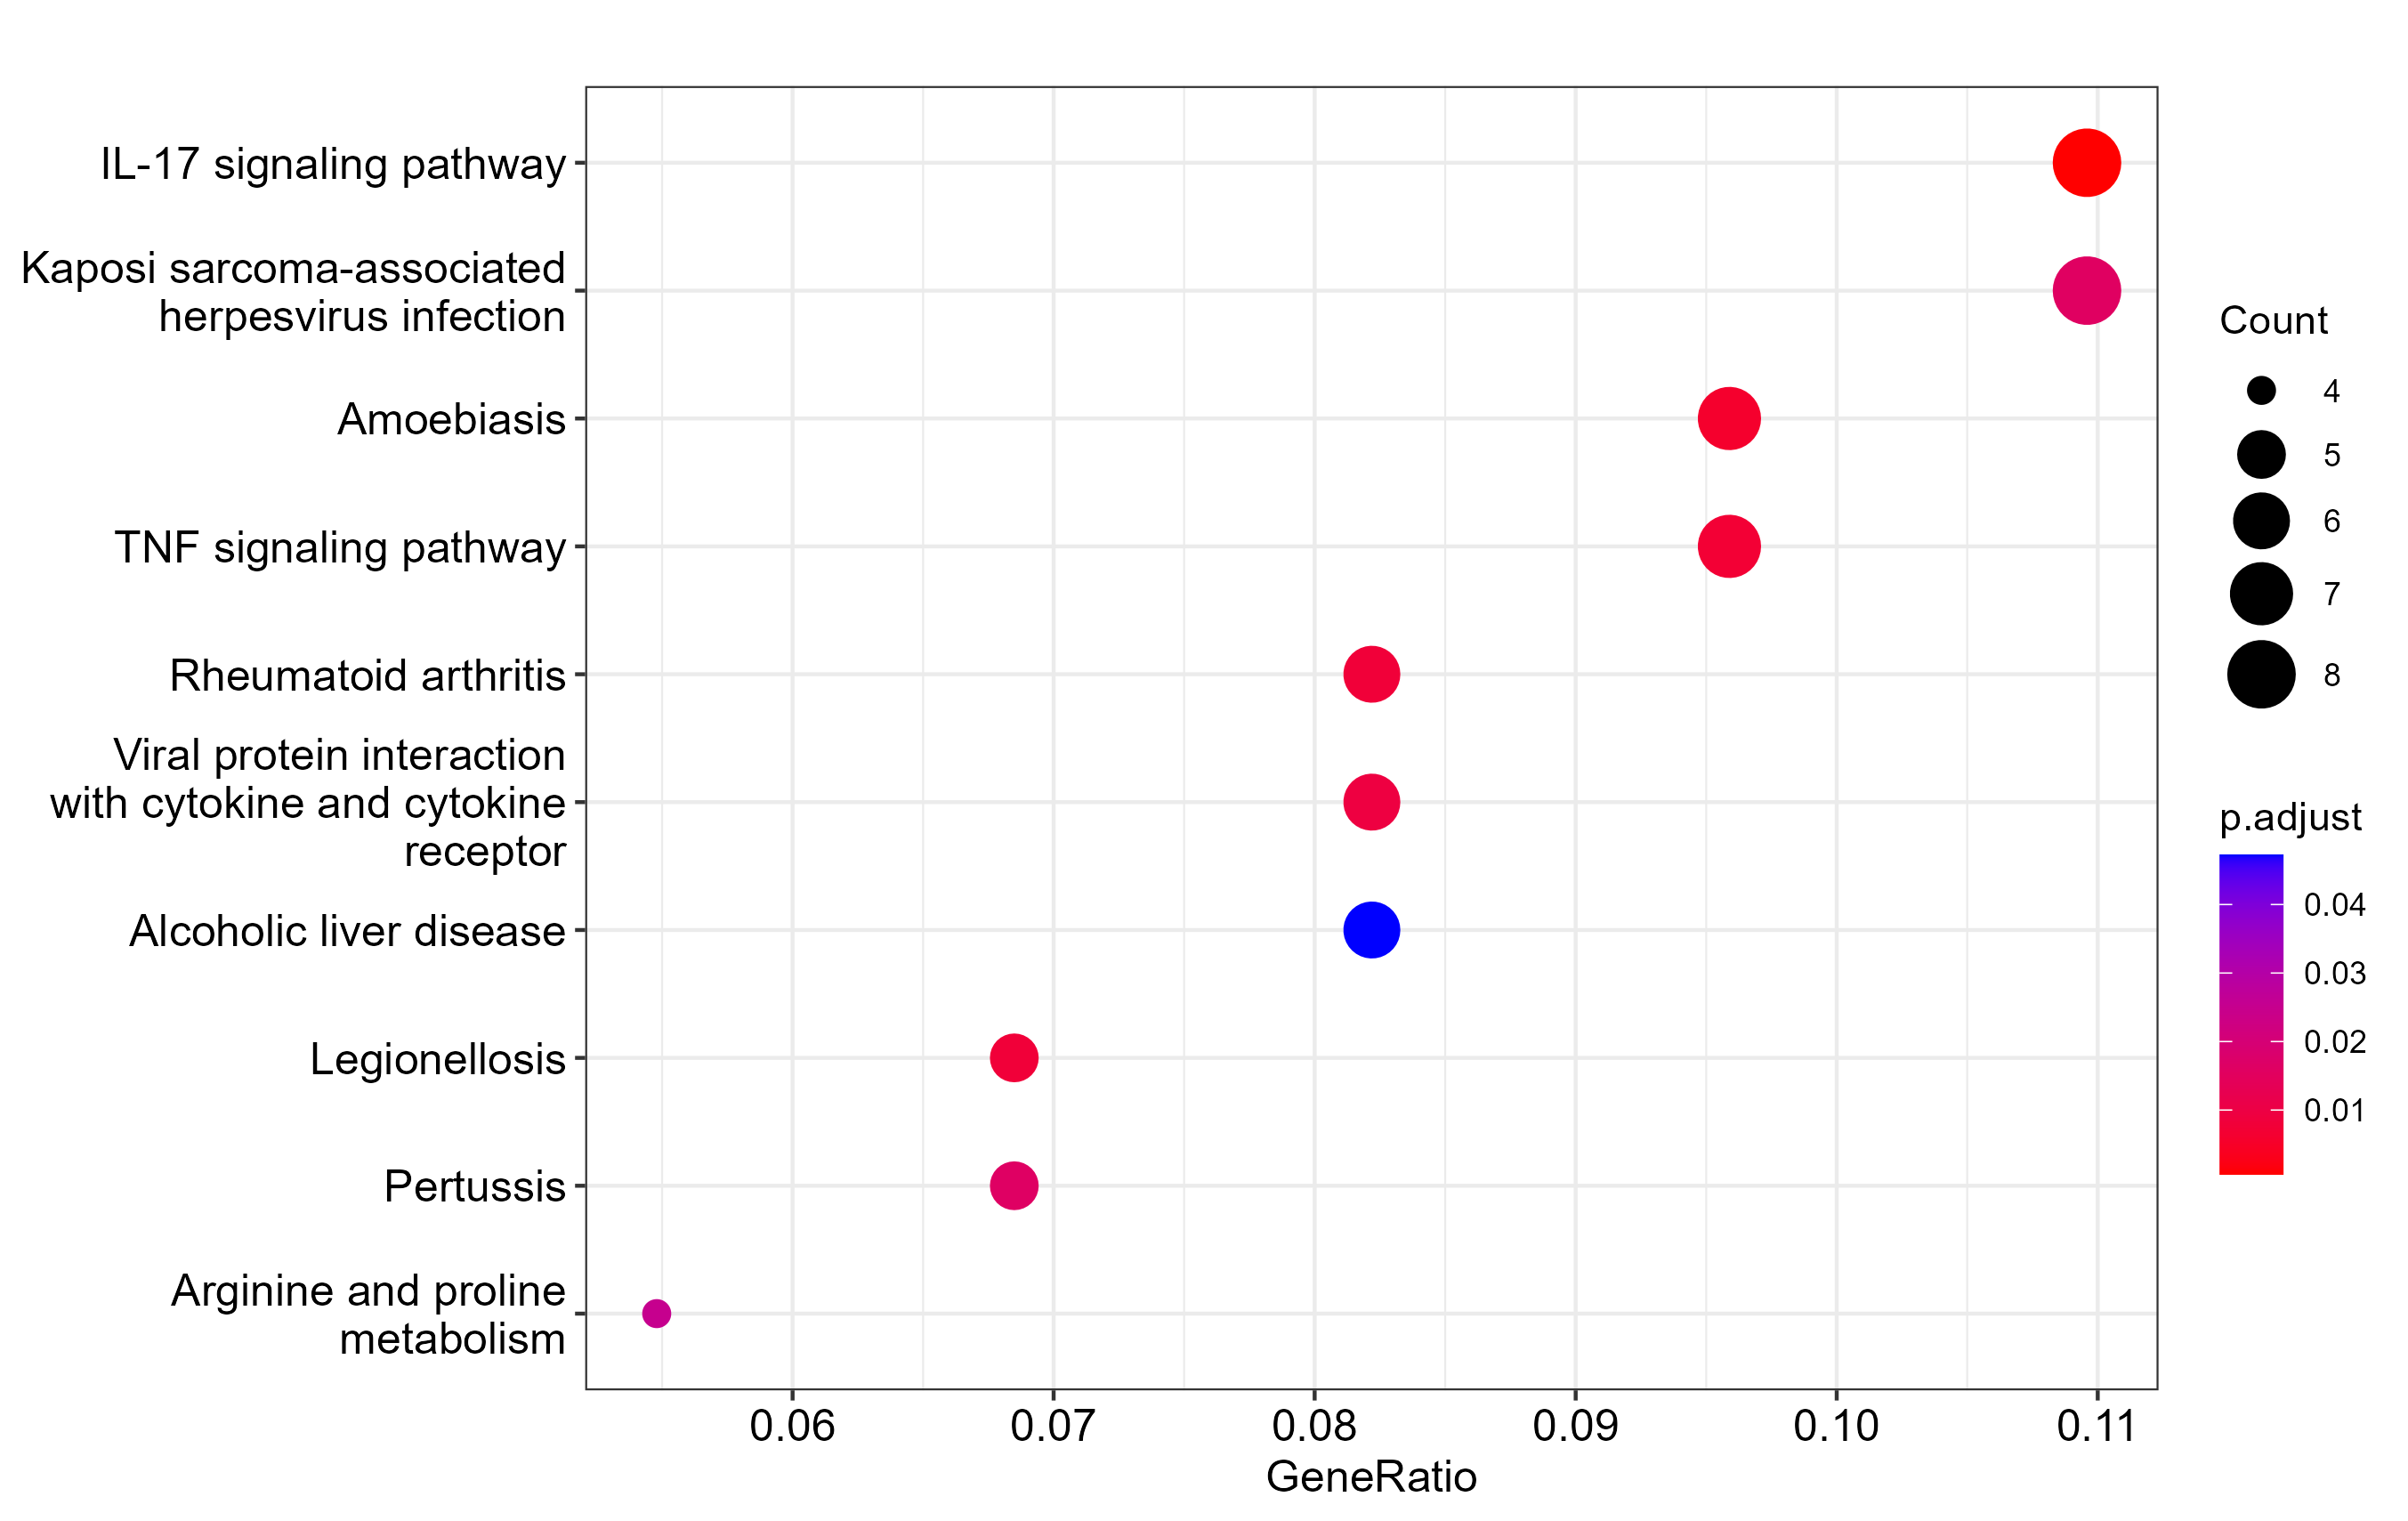 IL-17 signaling pathway
Kaposi sarcoma-associated
herpesvirus infection
Amoebiasis
TNF signaling pathway
Rheumatoid arthritis
Viral protein interaction
with cytokine and cytokine
receptor
Alcoholic liver disease
Legionellosis
Pertussis
Arginine and proline
metabolism
0.06 0.07 0.08 0.09 0.10 0.11
GeneRatio
Count
4
5
6
7
8
p.adjust
0.04
0.03
0.02
0.01